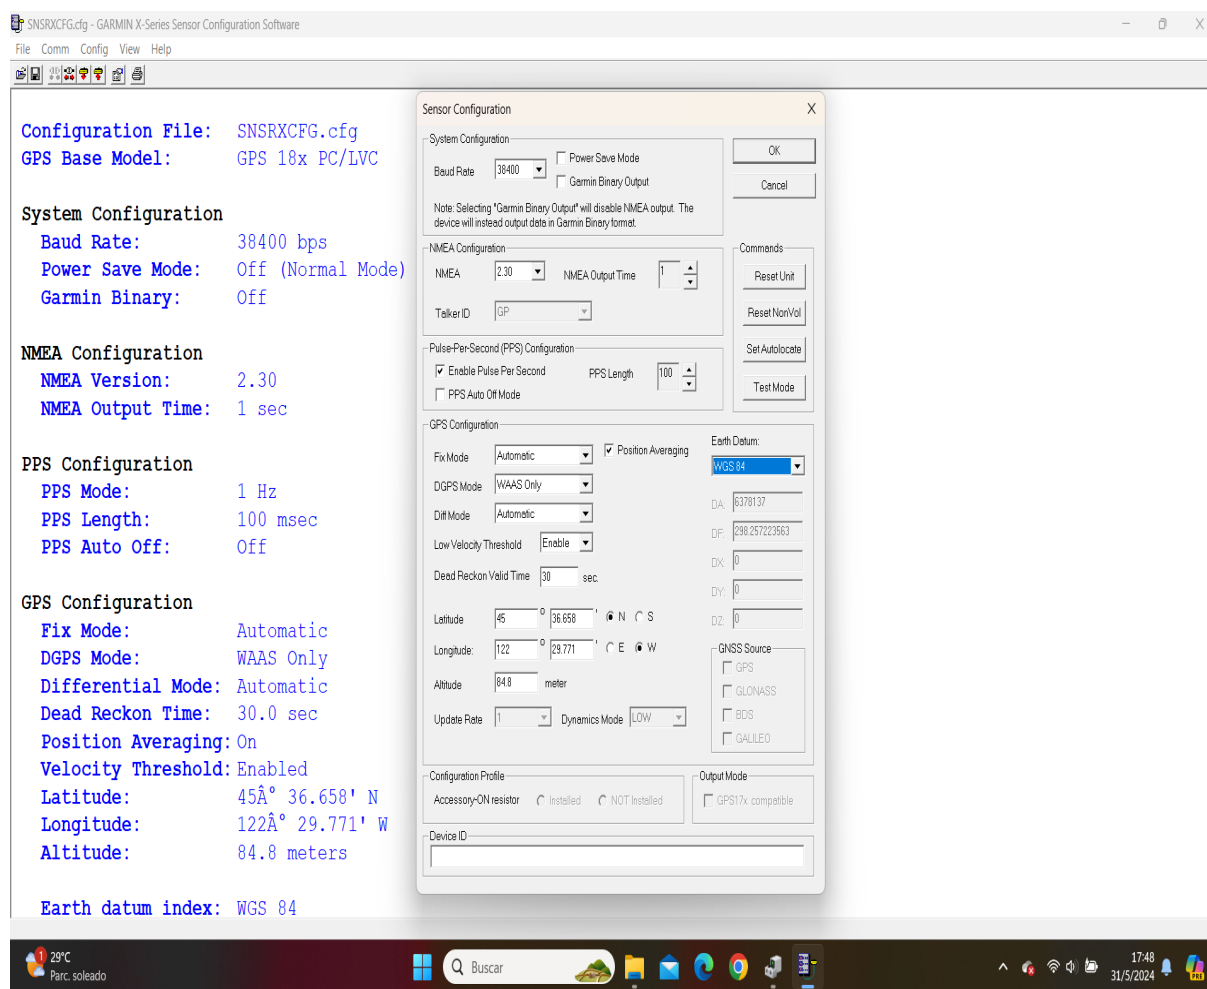 SNSRXCFG.cfg - GARMIN X-Series Sensor Configuration Software
File Comm Config View Help
Configuration File: SNSRXCFG.cfg
GPS Base Model: GPS 18x PC/LVC
System Configuration
Baud Rate: 38400 bps
Power Save Mode: Off (Normal Mode)
Garmin Binary: Off
NMEA Configuration
NMEA Version: 2.30
NMEA Output Time: 1 sec
PPS Configuration
PPS Mode: 1 Hz
PPS Length: 100 msec
PPS Auto Off: Off
GPS Configuration
Fix Mode: Automatic
DGPS Mode: WAAS Only
Differential Mode: Automatic
Dead Reckon Time: 30.0 sec
Position Averaging: On
Velocity Threshold: Enabled
Latitude: 45Â° 36.658' N
Longitude: 122Â° 29.771' W
Altitude: 84.8 meters
Earth datum index: WGS 84
Sensor Configuration X
System Configuration
Baud Rate 38400 Power Save Mode
Garmin Binary Output
Note: Selecting "Garmin Binary Output" will disable NMEA output. The
device will instead output data in Garmin Binary format.
OK
Cancel
NMEA Configuration
NMEA 2.30 NMEA Output Time 1
Talker ID GP
Commands
Reset Unit
Reset NonVol
Set Autolocate
Test Mode
Pulse-Per-Second (PPS) Configuration
Enable Pulse Per Second PPS Length 100
PPS Auto Off Mode
GPS Configuration
Fix Mode Automatic Position Averaging
DGPS Mode WAAS Only
Diff Mode Automatic
Low Velocity Threshold Enable
Dead Reckon Valid Time 30 sec.
Latitude 45 ° 36.658 ' N S
Longitude: 122 ° 29.771 ' E W
Altitude 84.8 meter
Update Rate 1 Dynamics Mode LOW
Earth Datum:
WGS 84
DA: 6378137
DF: 298.257223563
DX: 0
DY: 0
DZ: 0
GNSS Source
GPS
GLONASS
BDS
GALILEO
Configuration Profile
Accessory-ON resistor Installed NOT Installed
Output Mode
GPS17x compatible
Device ID
1
29°C
Parc. soleado
Buscar
17:48
31/5/2024
PRE